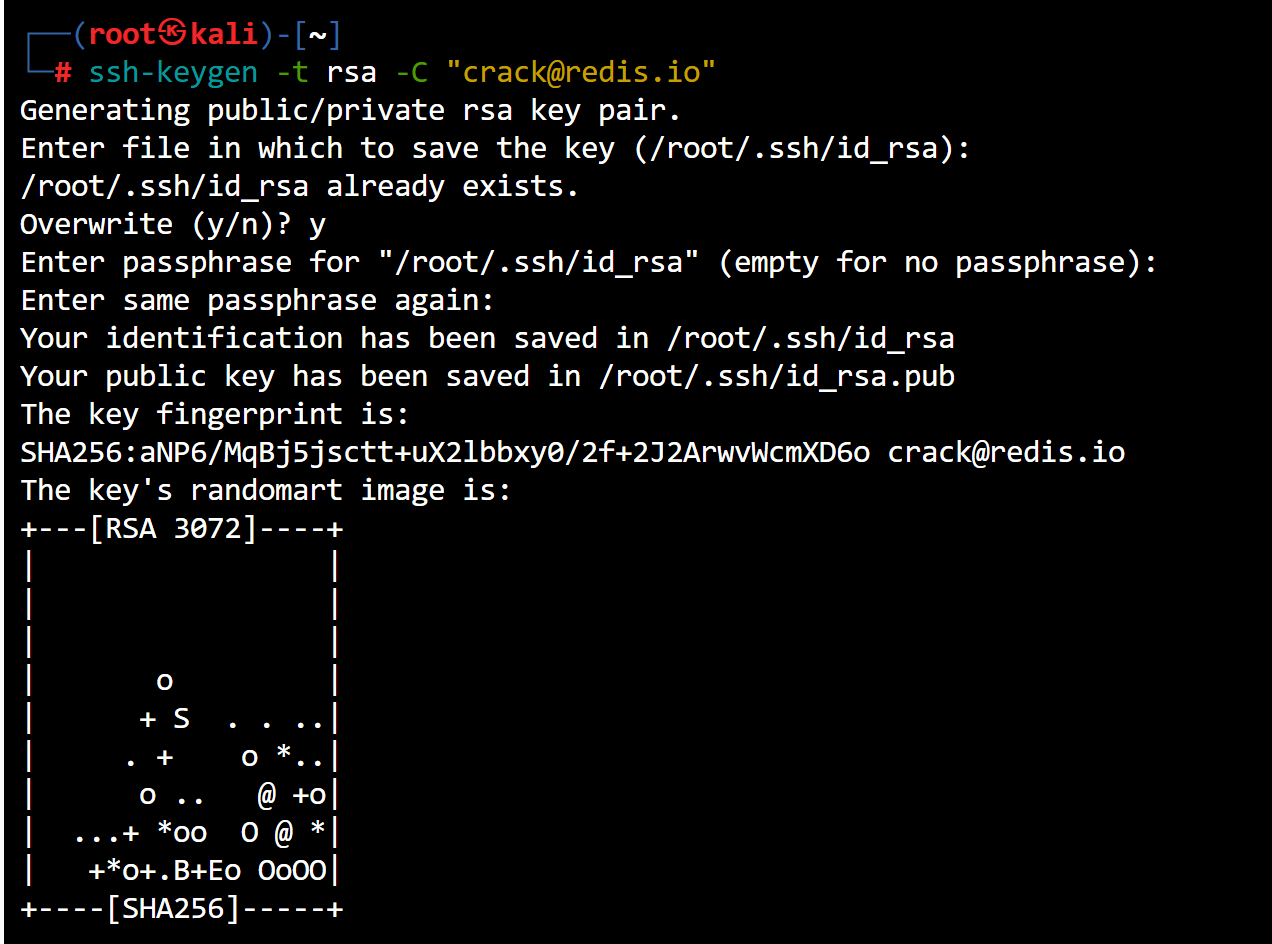 ┌──(root㉿kali)-[~]
└─# ssh-keygen -t rsa -C "crack@redis.io"
Generating public/private rsa key pair.
Enter file in which to save the key (/root/.ssh/id_rsa):
/root/.ssh/id_rsa already exists.
Overwrite (y/n)? y
Enter passphrase for "/root/.ssh/id_rsa" (empty for no passphrase):
Enter same passphrase again:
Your identification has been saved in /root/.ssh/id_rsa
Your public key has been saved in /root/.ssh/id_rsa.pub
The key fingerprint is:
SHA256:aNP6/MqBj5jsctt+uX2lbbxy0/2f+2J2ArwvWcmXD6o crack@redis.io
The key's randomart image is:
+---[RSA 3072]----+
|                 |
|                 |
|                 |
|       o         |
|      + S  . . ..|
|     . +    o *..|
|      o ..   @ +o|
|  ...+ *oo  O @ *|
|   +*o+.B+Eo OoOO|
+----[SHA256]-----+